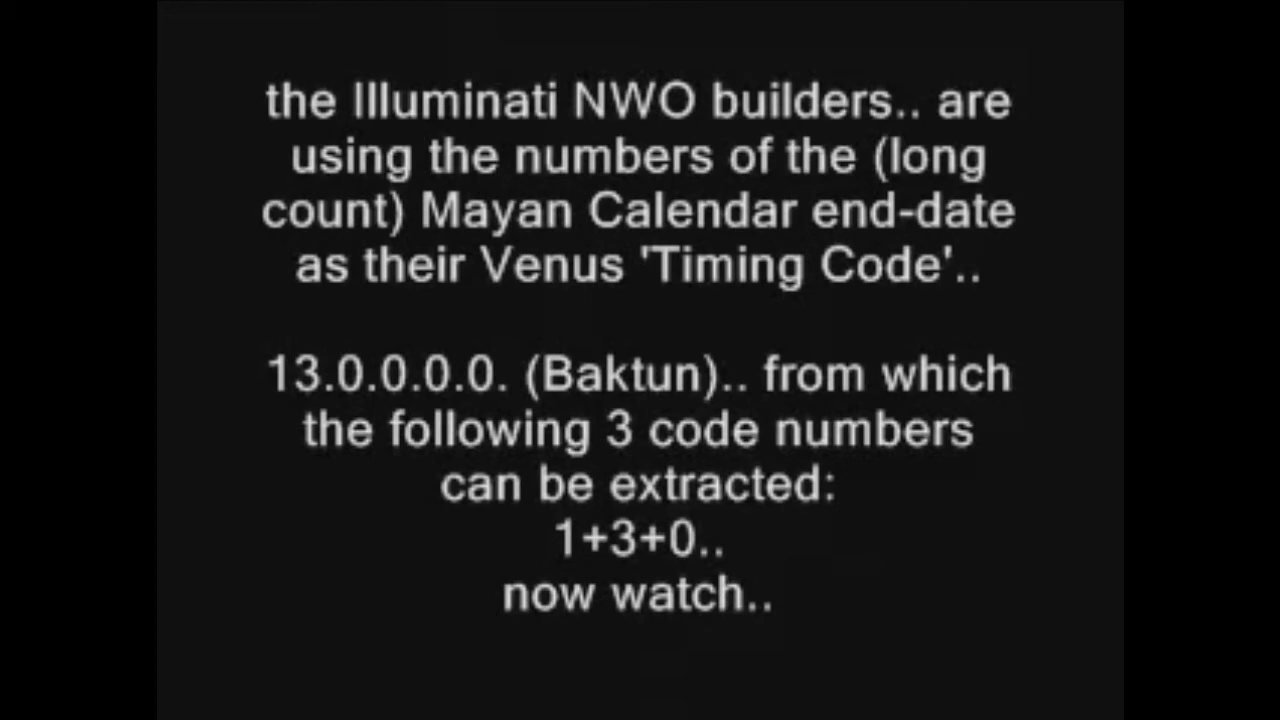 the Illuminati NWO builders.. are
using the numbers of the (long
count) Mayan Calendar end-date
as their Venus 'Timing Code'..
13.0.0.0.0. (Baktun).. from which
the following 3 code numbers
can be extracted:
1+3+0..
now watch..